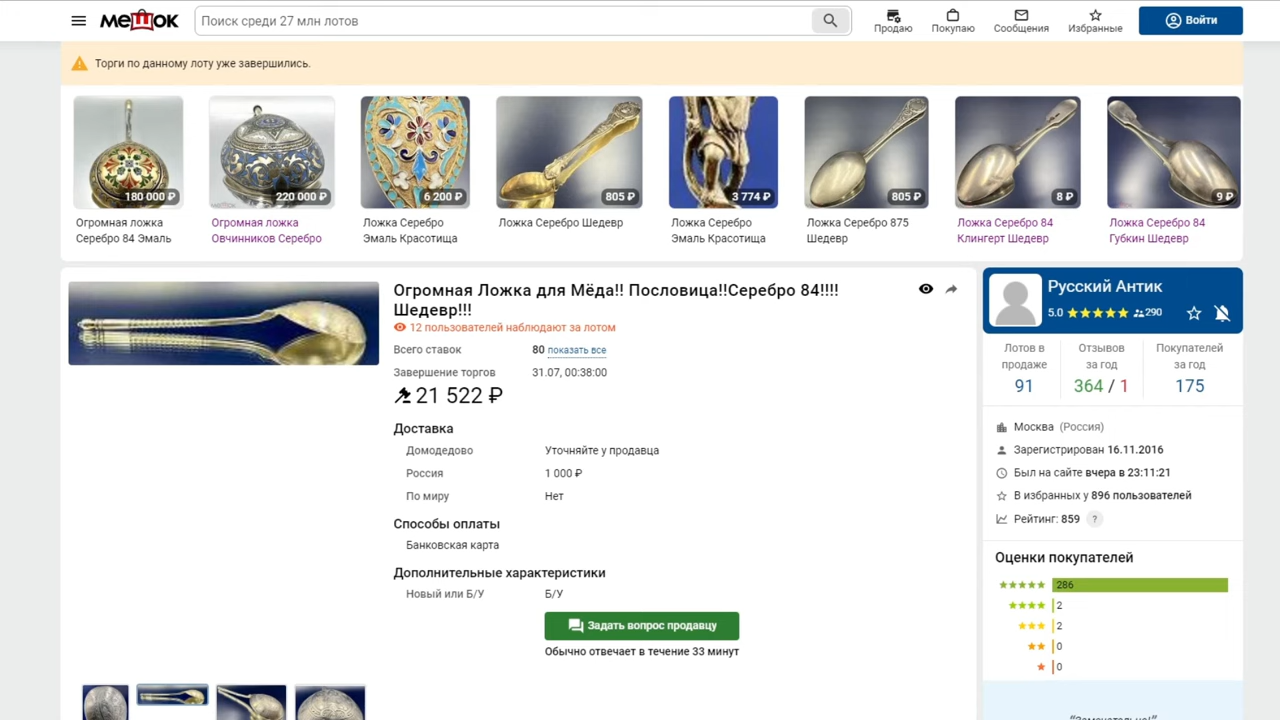 мешок
Поиск среди 27 млн лотов
Продаю
Покупаю
Сообщения
Избранные
Войти
Торги по данному лоту уже завершились.
180 000 ₽
220 000 ₽
6 200 ₽
805 ₽
3 774 ₽
805 ₽
8 ₽
9 ₽
Огромная ложка
Серебро 84 Эмаль
Огромная ложка
Овчинников Серебро
Ложка Серебро
Эмаль Красотища
Ложка Серебро Шедевр
Ложка Серебро
Эмаль Красотища
Ложка Серебро 875
Шедевр
Ложка Серебро 84
Клингерт Шедевр
Ложка Серебро 84
Губкин Шедевр
Огромная Ложка для Мёда!! Пословица!!Серебро 84!!!!
Шедевр!!!
12 пользователей наблюдают за лотом
Всего ставок 80 показать все
Завершение торгов 31.07, 00:38:00
21 522 ₽
Доставка
Домодедово Уточняйте у продавца
Россия 1 000 ₽
По миру Нет
Способы оплаты
Банковская карта
Дополнительные характеристики
Новый или Б/У Б/У
Задать вопрос продавцу
Обычно отвечает в течение 33 минут
Русский Антик
5.0 290
Лотов в
продаже
91
Отзывов
за год
364 / 1
Покупателей
за год
175
Москва (Россия)
Зарегистрирован 16.11.2016
Был на сайте вчера в 23:11:21
В избранных у 896 пользователей
Рейтинг: 859 ?
Оценки покупателей
286
2
2
0
0
"Замечательно!"